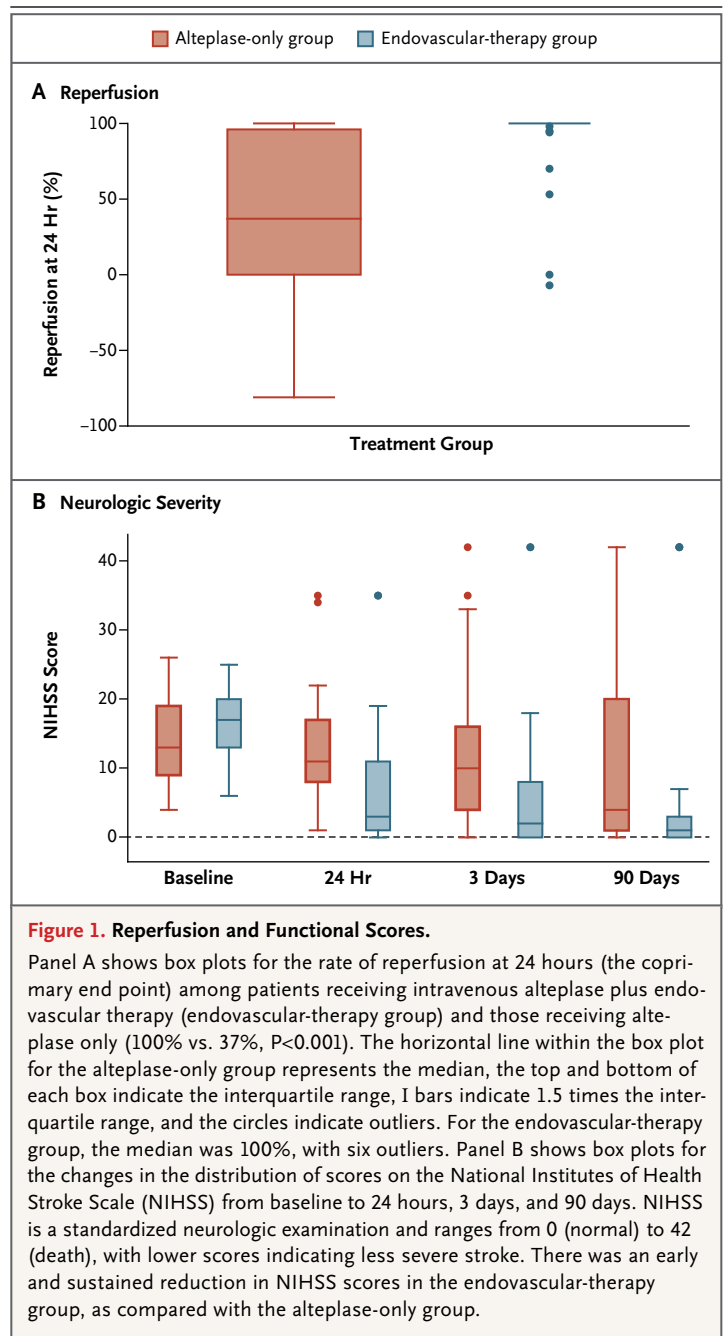 Alteplase-only group Endovascular-therapy group
A Reperfusion
100
50
0
–50
–100
Reperfusion at 24 Hr (%)
Treatment Group
B Neurologic Severity
40
30
20
10
0
NIHSS Score
Baseline 24 Hr 3 Days 90 Days
Figure 1. Reperfusion and Functional Scores.
Panel A shows box plots for the rate of reperfusion at 24 hours (the copri-
mary end point) among patients receiving intravenous alteplase plus endo-
vascular therapy (endovascular-therapy group) and those receiving alte-
plase only (100% vs. 37%, P<0.001). The horizontal line within the box plot
for the alteplase-only group represents the median, the top and bottom of
each box indicate the interquartile range, I bars indicate 1.5 times the inter-
quartile range, and the circles indicate outliers. For the endovascular-therapy
group, the median was 100%, with six outliers. Panel B shows box plots for
the changes in the distribution of scores on the National Institutes of Health
Stroke Scale (NIHSS) from baseline to 24 hours, 3 days, and 90 days. NIHSS
is a standardized neurologic examination and ranges from 0 (normal) to 42
(death), with lower scores indicating less severe stroke. There was an early
and sustained reduction in NIHSS scores in the endovascular-therapy
group, as compared with the alteplase-only group.